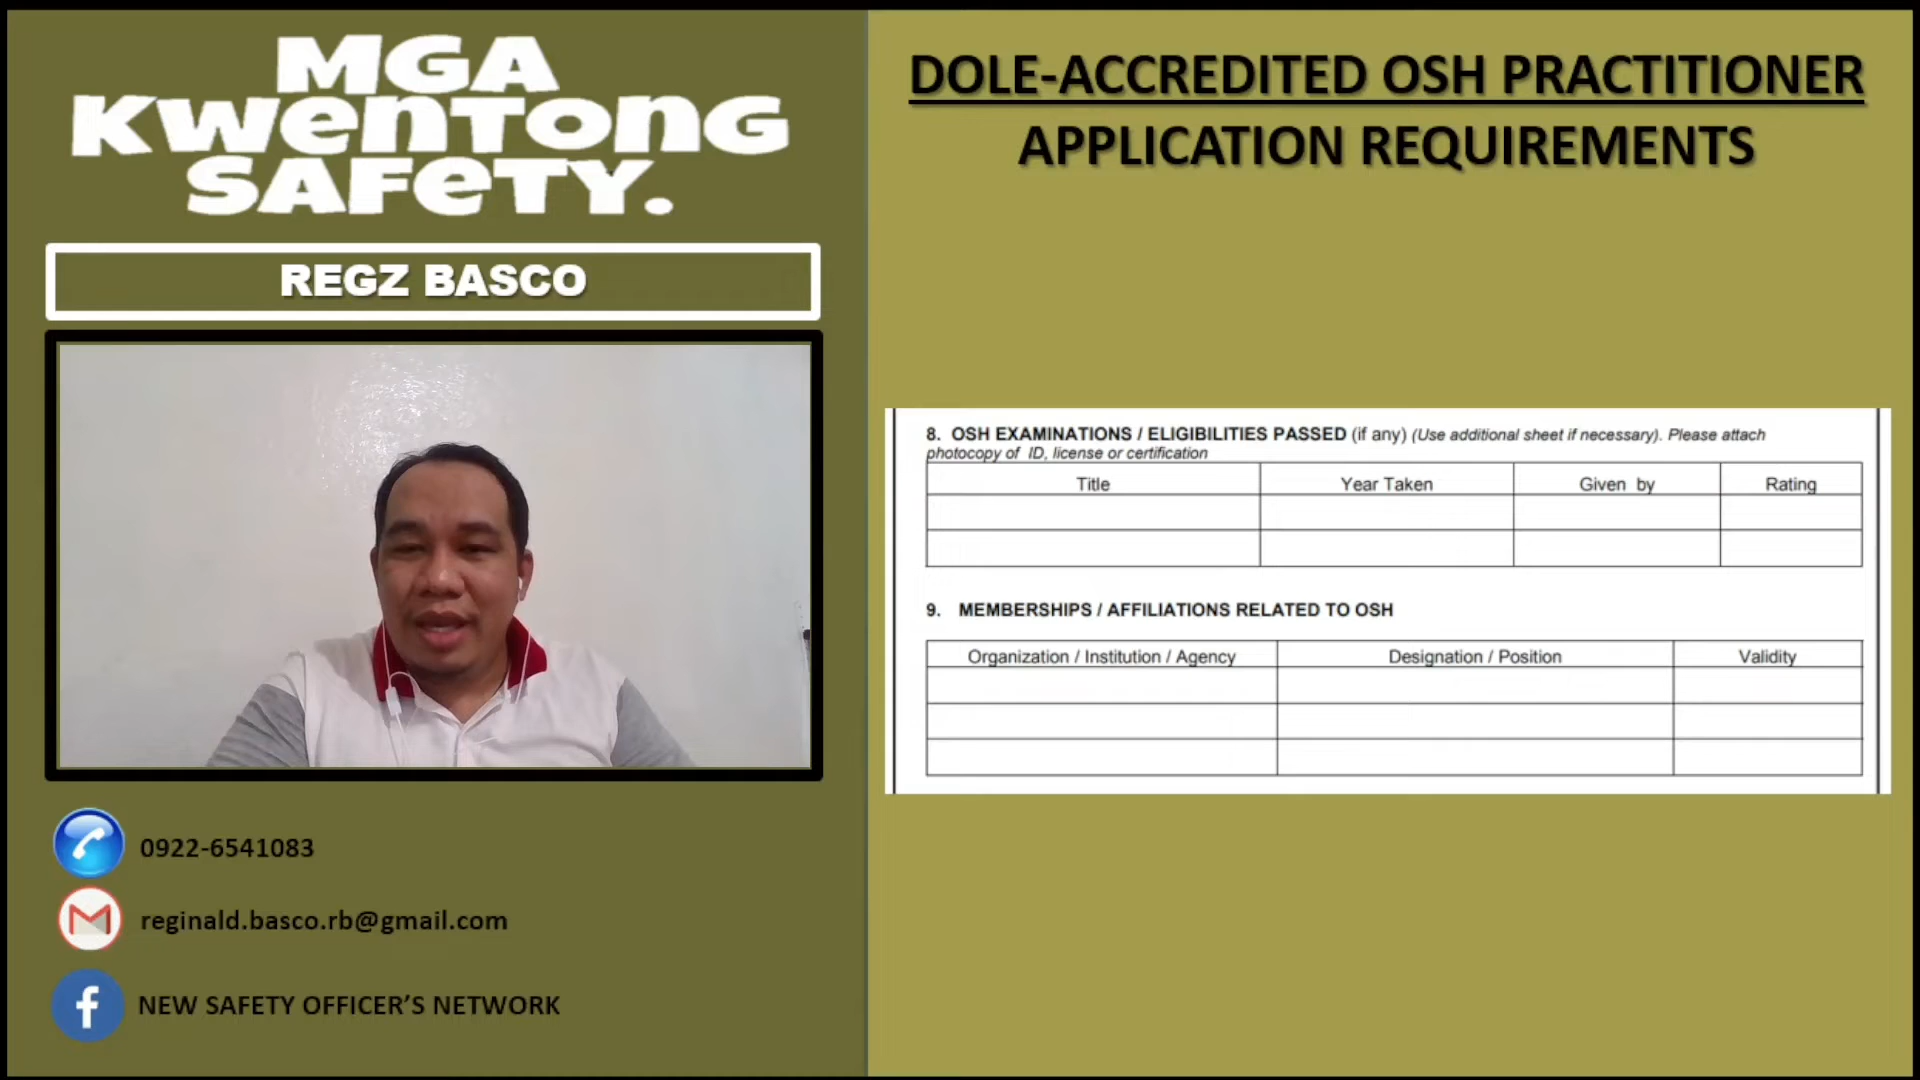 MGA
KWeNTONG
SAFeTY.
REGZ BASCO
0922-6541083
reginald.basco.rb@gmail.com
NEW SAFETY OFFICER’S NETWORK
DOLE-ACCREDITED OSH PRACTITIONER
APPLICATION REQUIREMENTS
8. OSH EXAMINATIONS / ELIGIBILITIES PASSED (if any) (Use additional sheet if necessary). Please attach
photocopy of ID, license or certification
Title Year Taken Given by Rating
9. MEMBERSHIPS / AFFILIATIONS RELATED TO OSH
Organization / Institution / Agency Designation / Position Validity